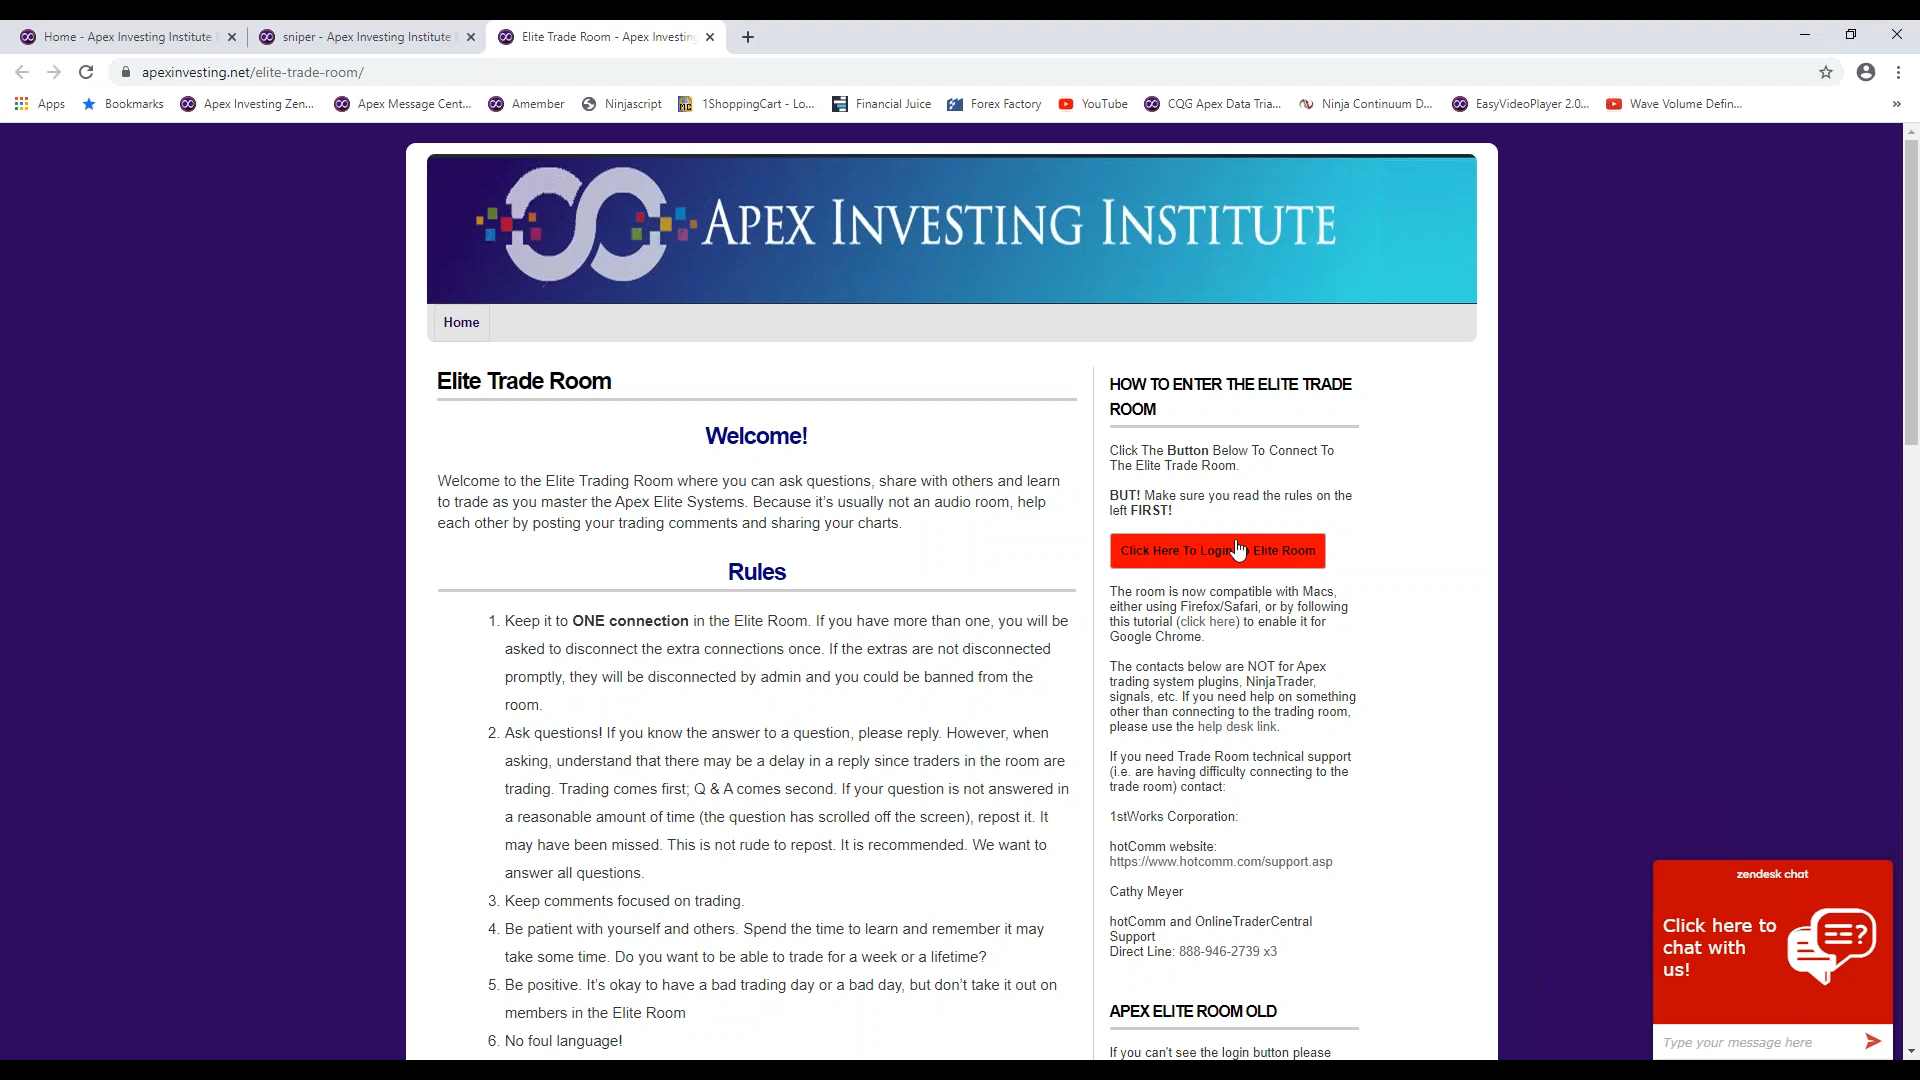 Home - Apex Investing Institute
sniper - Apex Investing Institute
Elite Trade Room - Apex Investin
apexinvesting.net/elite-trade-room/
Apps
Bookmarks
Apex Investing Zen...
Apex Message Cent...
Amember
Ninjascript
1ShoppingCart - Lo...
Financial Juice
Forex Factory
YouTube
CQG Apex Data Tria...
Ninja Continuum D...
EasyVideoPlayer 2.0...
Wave Volume Defin...
»
APEX INVESTING INSTITUTE
Home
Elite Trade Room
Welcome!
Welcome to the Elite Trading Room where you can ask questions, share with others and learn
to trade as you master the Apex Elite Systems. Because it's usually not an audio room, help
each other by posting your trading comments and sharing your charts.
Rules
1. Keep it to ONE connection in the Elite Room. If you have more than one, you will be
asked to disconnect the extra connections once. If the extras are not disconnected
promptly, they will be disconnected by admin and you could be banned from the
room.
2. Ask questions! If you know the answer to a question, please reply. However, when
asking, understand that there may be a delay in a reply since traders in the room are
trading. Trading comes first; Q & A comes second. If your question is not answered in
a reasonable amount of time (the question has scrolled off the screen), repost it. It
may have been missed. This is not rude to repost. It is recommended. We want to
answer all questions.
3. Keep comments focused on trading.
4. Be patient with yourself and others. Spend the time to learn and remember it may
take some time. Do you want to be able to trade for a week or a lifetime?
5. Be positive. It's okay to have a bad trading day or a bad day, but don't take it out on
members in the Elite Room
6. No foul language!
HOW TO ENTER THE ELITE TRADE
ROOM
Click The Button Below To Connect To
The Elite Trade Room.
BUT! Make sure you read the rules on the
left FIRST!
Click Here To Login Elite Room
The room is now compatible with Macs,
either using Firefox/Safari, or by following
this tutorial (click here) to enable it for
Google Chrome.
The contacts below are NOT for Apex
trading system plugins, NinjaTrader,
signals, etc. If you need help on something
other than connecting to the trading room,
please use the help desk link.
If you need Trade Room technical support
(i.e. are having difficulty connecting to the
trade room) contact:
1stWorks Corporation:
hotComm website:
https://www.hotcomm.com/support.asp
Cathy Meyer
hotComm and OnlineTraderCentral
Support
Direct Line: 888-946-2739 x3
APEX ELITE ROOM OLD
If you can't see the login button please
zendesk chat
Click here to
chat with
us!
Type your message here